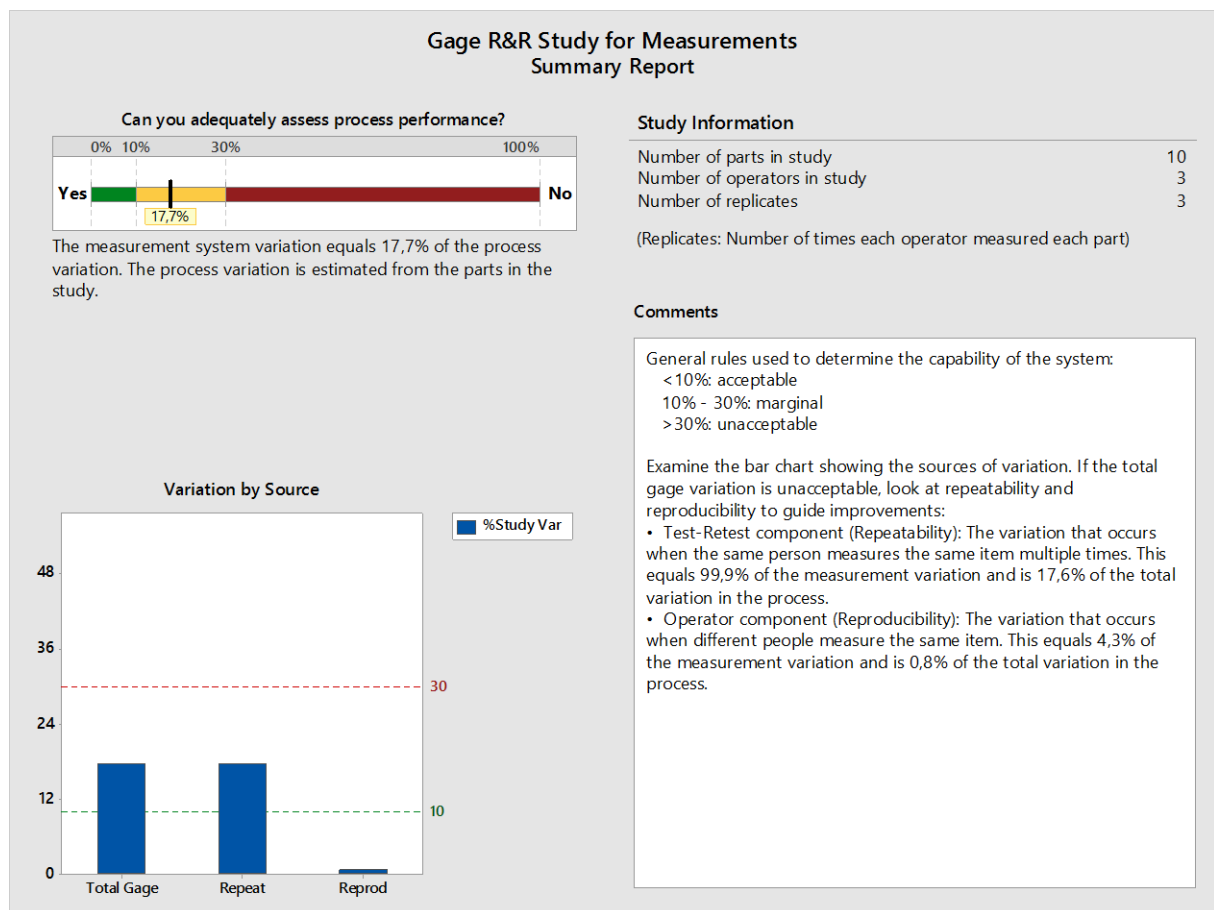 Gage R&R Study for Measurements
Summary Report
Can you adequately assess process performance?
0% 10% 30% 100%
Yes No
17,7%
The measurement system variation equals 17,7% of the process
variation. The process variation is estimated from the parts in the
study.
Study Information
Number of parts in study 10
Number of operators in study 3
Number of replicates 3
(Replicates: Number of times each operator measured each part)
Comments
General rules used to determine the capability of the system:
<10%: acceptable
10% - 30%: marginal
>30%: unacceptable
Examine the bar chart showing the sources of variation. If the total
gage variation is unacceptable, look at repeatability and
reproducibility to guide improvements:
• Test-Retest component (Repeatability): The variation that occurs
when the same person measures the same item multiple times. This
equals 99,9% of the measurement variation and is 17,6% of the total
variation in the process.
• Operator component (Reproducibility): The variation that occurs
when different people measure the same item. This equals 4,3% of
the measurement variation and is 0,8% of the total variation in the
process.
Variation by Source
%Study Var
48
36
30
24
12
10
0
Total Gage Repeat Reprod